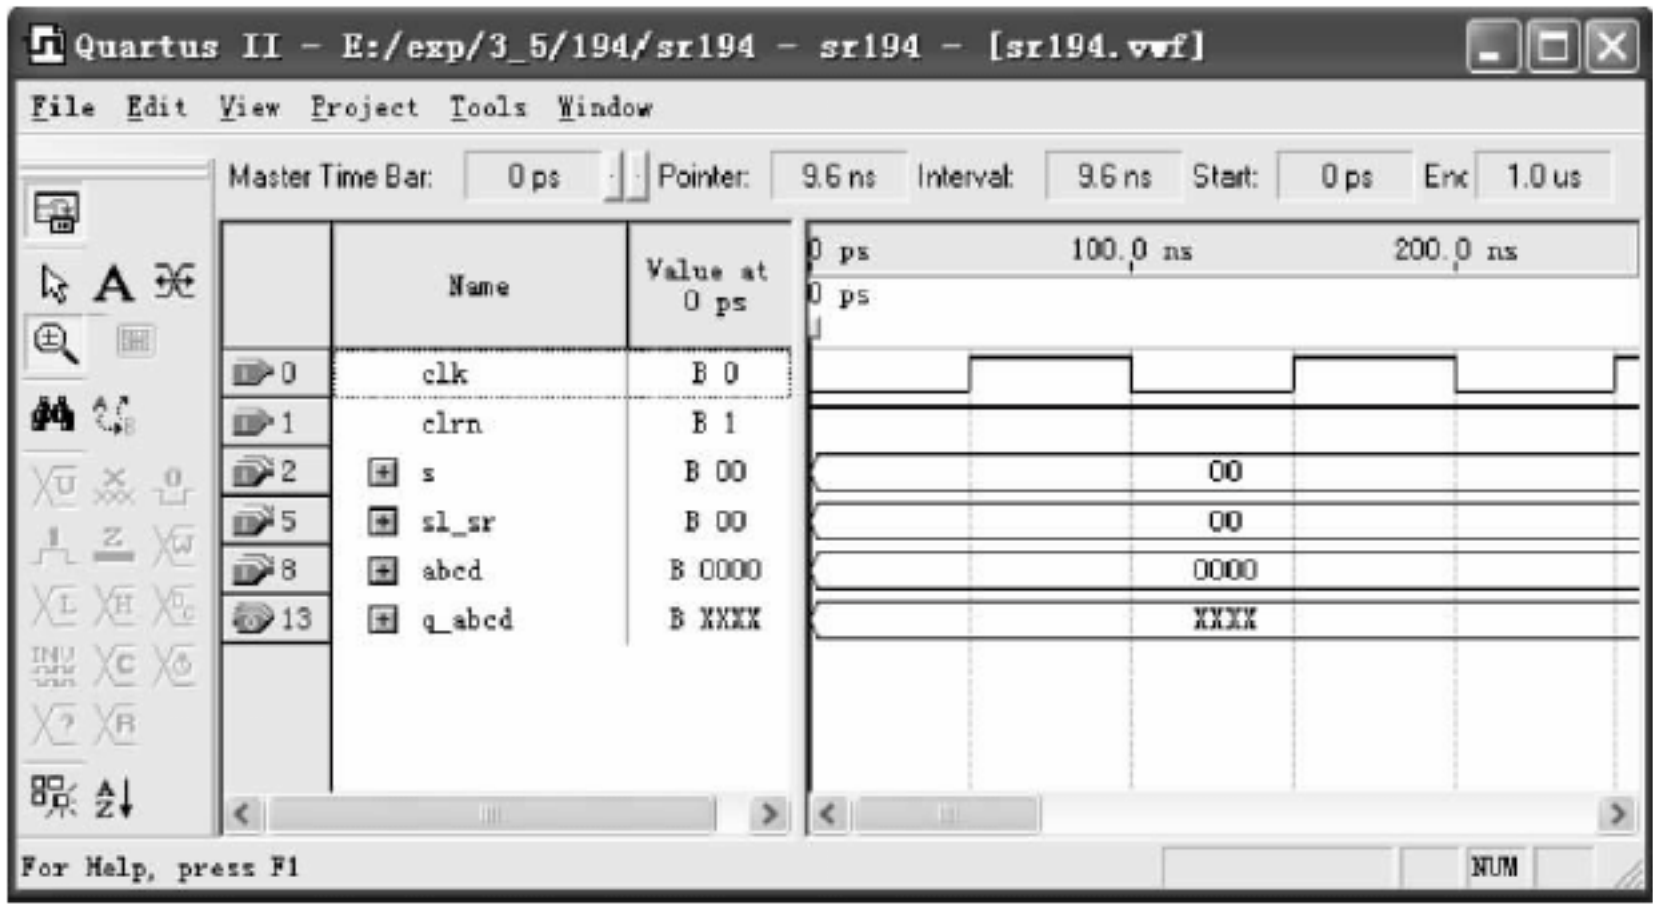 Quartus II - E:/exp/3_5/194/sr194 - sr194 - [sr194.vwf]
File Edit View Project Tools Window
Master Time Bar: 0 ps Pointer: 9.6 ns Interval: 9.6 ns Start: 0 ps En 1.0 us
Name Value at 0 ps
0 ps 100.0 ns 200.0 ns
0 ps
0 clk B 0
1 clrn B 1
2 s B 00 00
5 sl_sr B 00 00
8 abcd B 0000 0000
13 q_abcd B XXXX XXXX
For Help, press F1 NUM